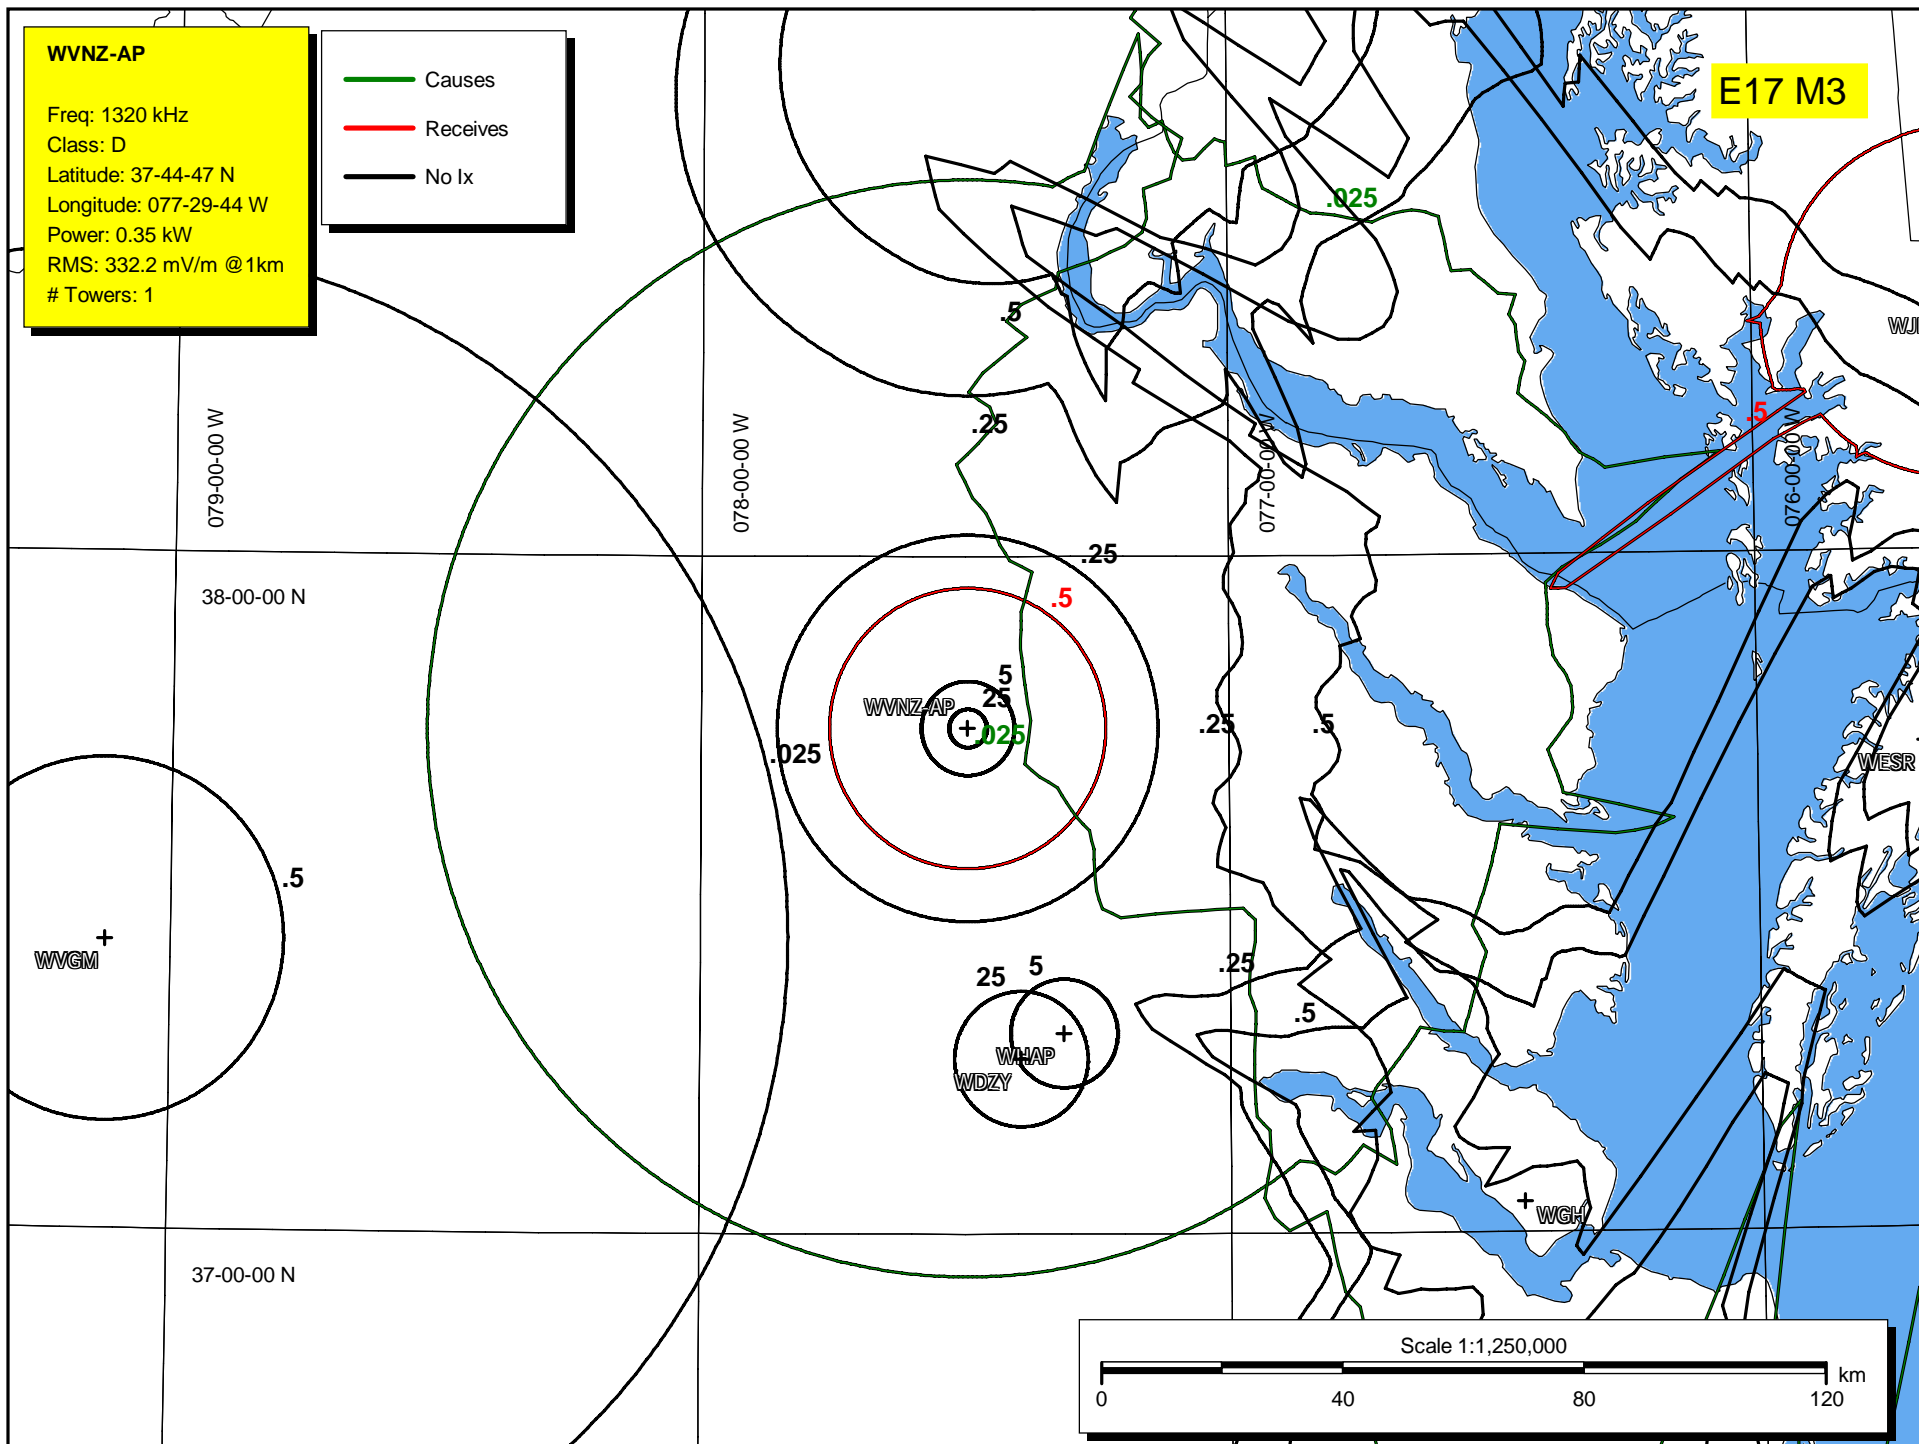 WVNZ-AP
Freq: 1320 kHz
Class: D
Latitude: 37-44-47 N
Longitude: 077-29-44 W
Power: 0.35 kW
RMS: 332.2 mV/m @1km
# Towers: 1
Causes
Receives
No Ix
E17 M3
.025
.5
WJ
.25
.5
079-00-00 W
078-00-00 W
077-00-00 W
076-00-00 W
.25
38-00-00 N
.5
5
25
WVNZ-AP
.025
.025
.25
.5
WESR
.5
WVGM
25
5
.25
.5
WHAP
WDZY
WGH
37-00-00 N
Scale 1:1,250,000
km
0 40 80 120